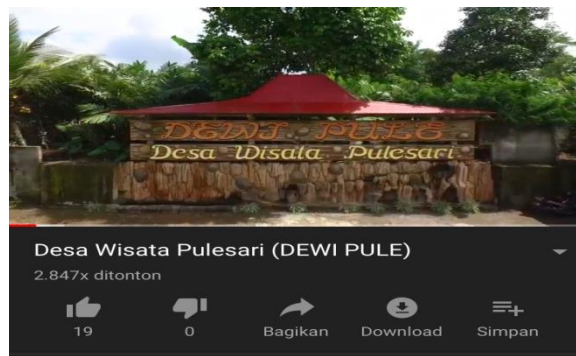 DEWI PULE
Desa Wisata Pulesari
Desa Wisata Pulesari (DEWI PULE)
2.847x ditonton
19
0
Bagikan
Download
Simpan